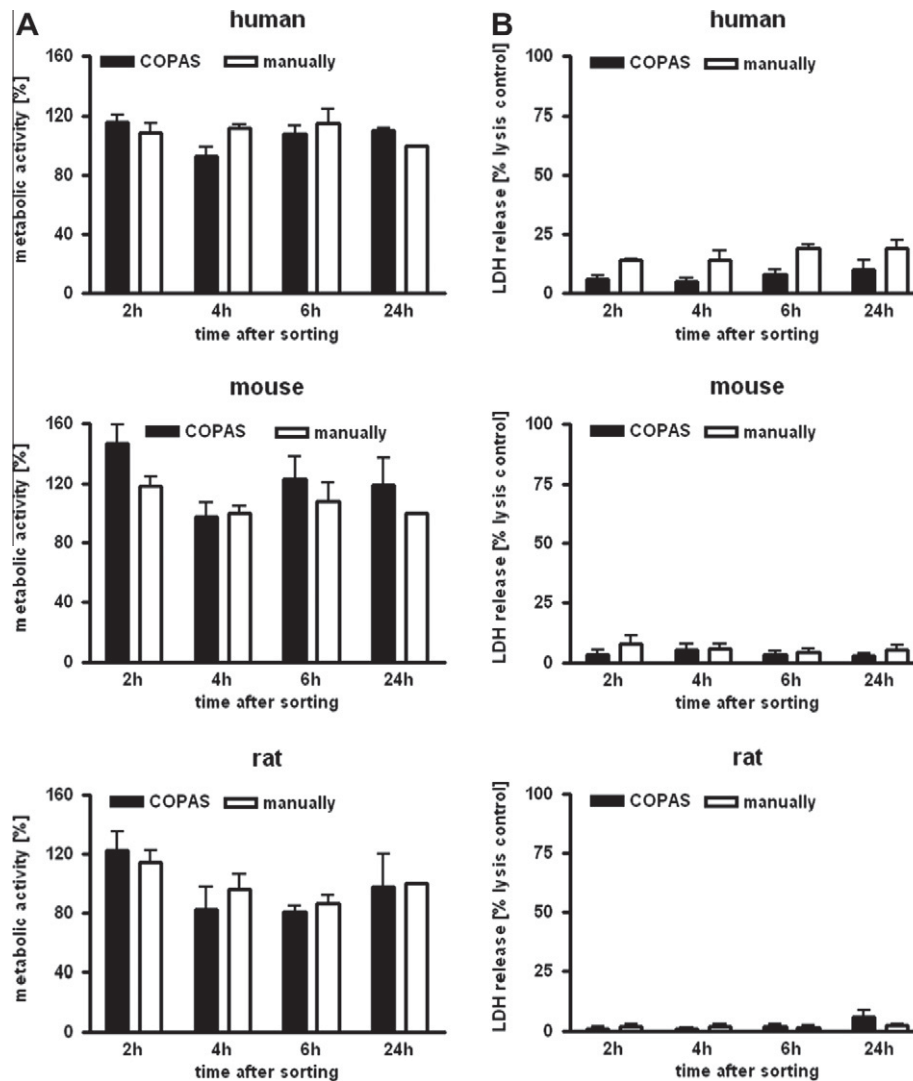 A
human
COPAS manually
metabolic activity [%]
160
120
80
40
0
2h 4h 6h 24h
time after sorting
mouse
COPAS manually
metabolic activity [%]
160
120
80
40
0
2h 4h 6h 24h
time after sorting
rat
COPAS manually
metabolic activity [%]
160
120
80
40
0
2h 4h 6h 24h
time after sorting
B
human
COPAS manually
LDH release [% lysis control]
100
75
50
25
0
2h 4h 6h 24h
time after sorting
mouse
COPAS manually
LDH release [% lysis control]
100
75
50
25
0
2h 4h 6h 24h
time after sorting
rat
COPAS manually
LDH release [% lysis control]
100
75
50
25
0
2h 4h 6h 24h
time after sorting